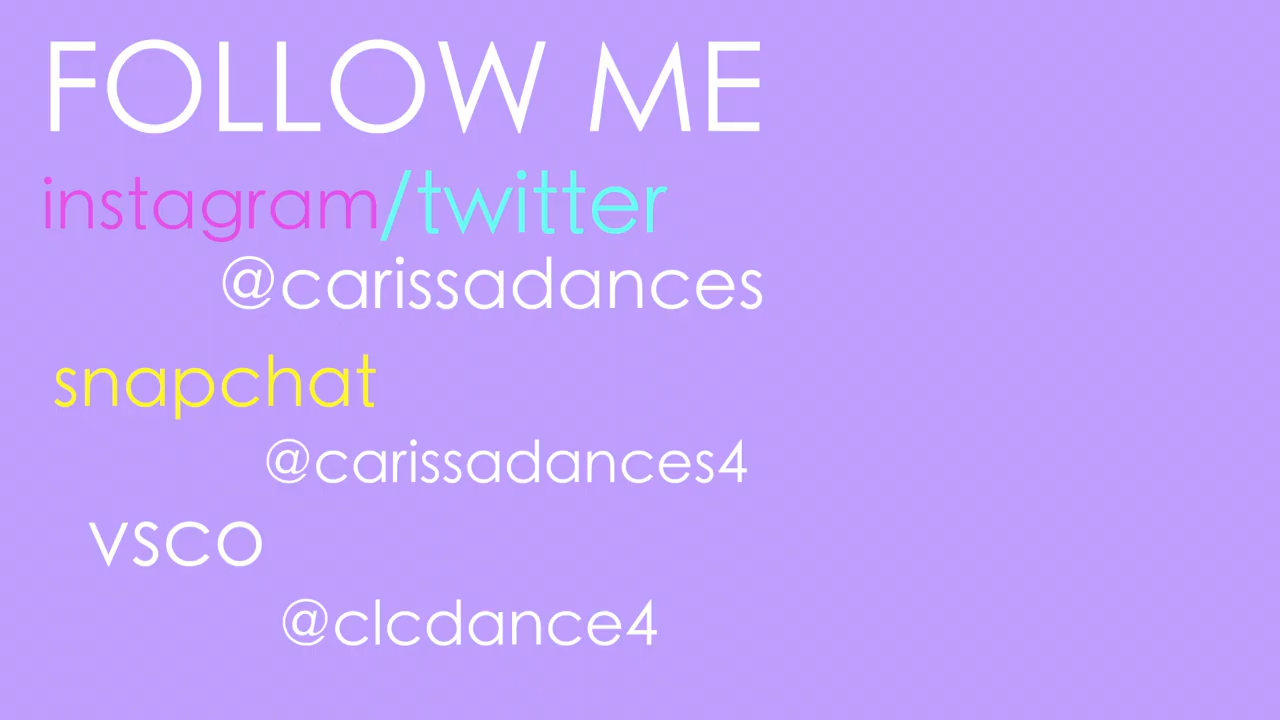 FOLLOW ME
instagram/twitter
@carissadances
snapchat
@carissadances4
vsco
@clcdance4